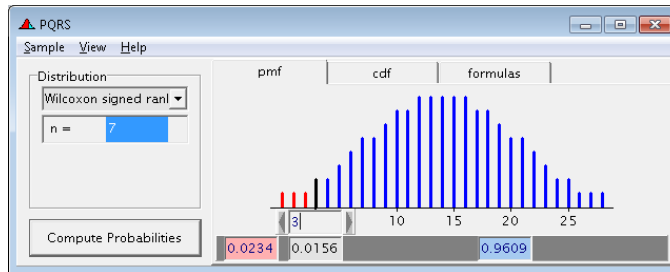 PQRS
Sample View Help
Distribution
Wilcoxon signed ranl
n = 7
Compute Probabilities
pmf cdf formulas
3 10 15 20 25
0.0234 0.0156 0.9609